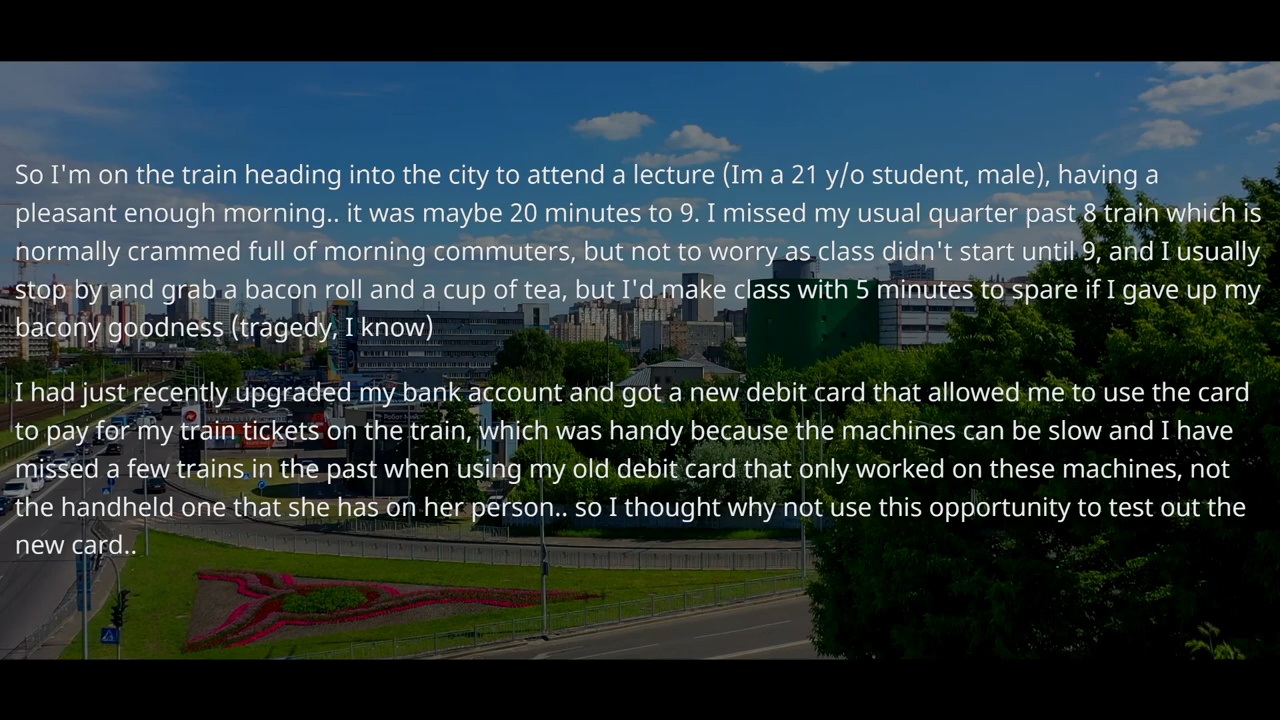 So I'm on the train heading into the city to attend a lecture (Im a 21 y/o student, male), having a
pleasant enough morning.. it was maybe 20 minutes to 9. I missed my usual quarter past 8 train which is
normally crammed full of morning commuters, but not to worry as class didn't start until 9, and I usually
stop by and grab a bacon roll and a cup of tea, but I'd make class with 5 minutes to spare if I gave up my
bacony goodness (tragedy, I know)
I had just recently upgraded my bank account and got a new debit card that allowed me to use the card
to pay for my train tickets on the train, which was handy because the machines can be slow and I have
missed a few trains in the past when using my old debit card that only worked on these machines, not
the handheld one that she has on her person.. so I thought why not use this opportunity to test out the
new card..